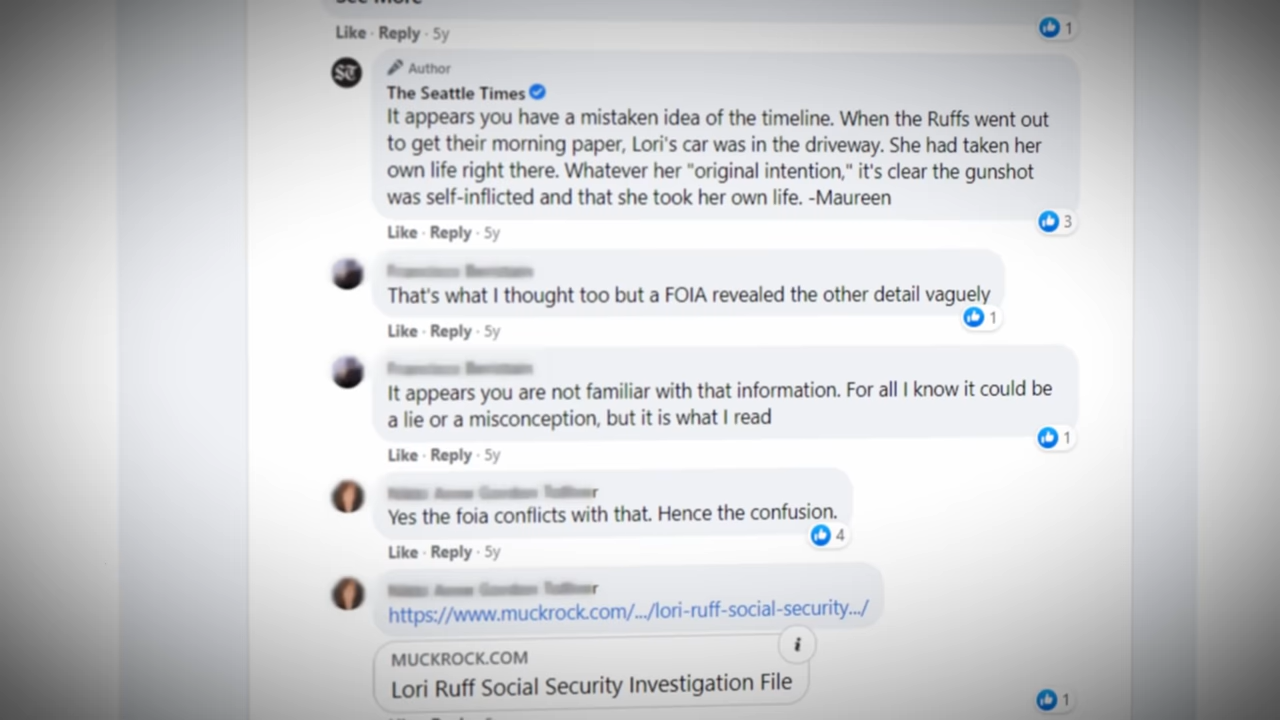 See More
Like · Reply · 5y
1
ST
Author
The Seattle Times
It appears you have a mistaken idea of the timeline. When the Ruffs went out
to get their morning paper, Lori's car was in the driveway. She had taken her
own life right there. Whatever her "original intention," it's clear the gunshot
was self-inflicted and that she took her own life. -Maureen
3
Like · Reply · 5y
That's what I thought too but a FOIA revealed the other detail vaguely
1
Like · Reply · 5y
It appears you are not familiar with that information. For all I know it could be
a lie or a misconception, but it is what I read
1
Like · Reply · 5y
Yes the foia conflicts with that. Hence the confusion.
4
Like · Reply · 5y
https://www.muckrock.com/.../lori-ruff-social-security.../
i
MUCKROCK.COM
Lori Ruff Social Security Investigation File
1